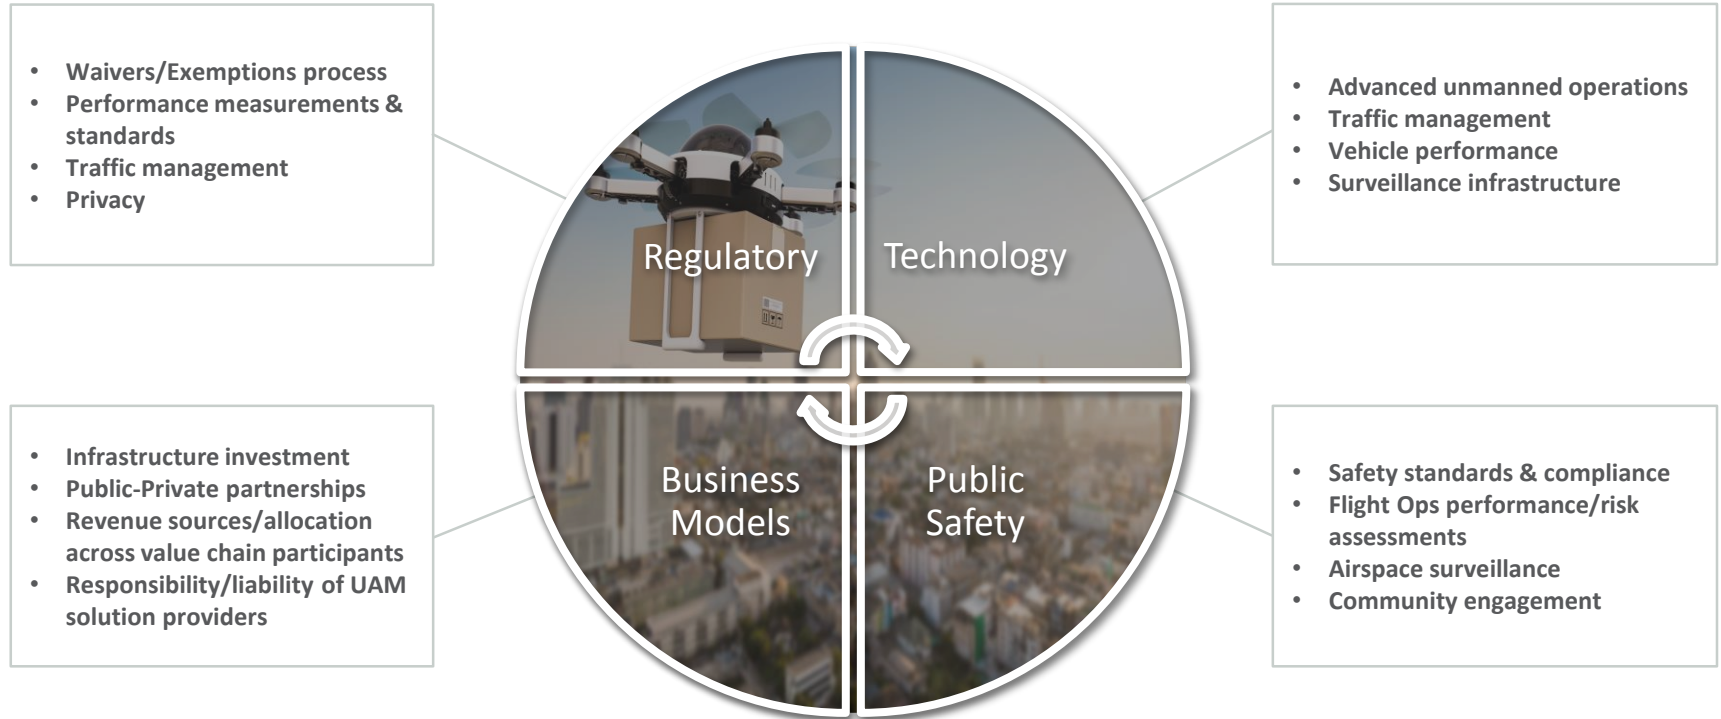 • Waivers/Exemptions process
• Performance measurements &
standards
• Traffic management
• Privacy
• Advanced unmanned operations
• Traffic management
• Vehicle performance
• Surveillance infrastructure
Regulatory
Technology
Business
Models
Public
Safety
• Infrastructure investment
• Public-Private partnerships
• Revenue sources/allocation
across value chain participants
• Responsibility/liability of UAM
solution providers
• Safety standards & compliance
• Flight Ops performance/risk
assessments
• Airspace surveillance
• Community engagement